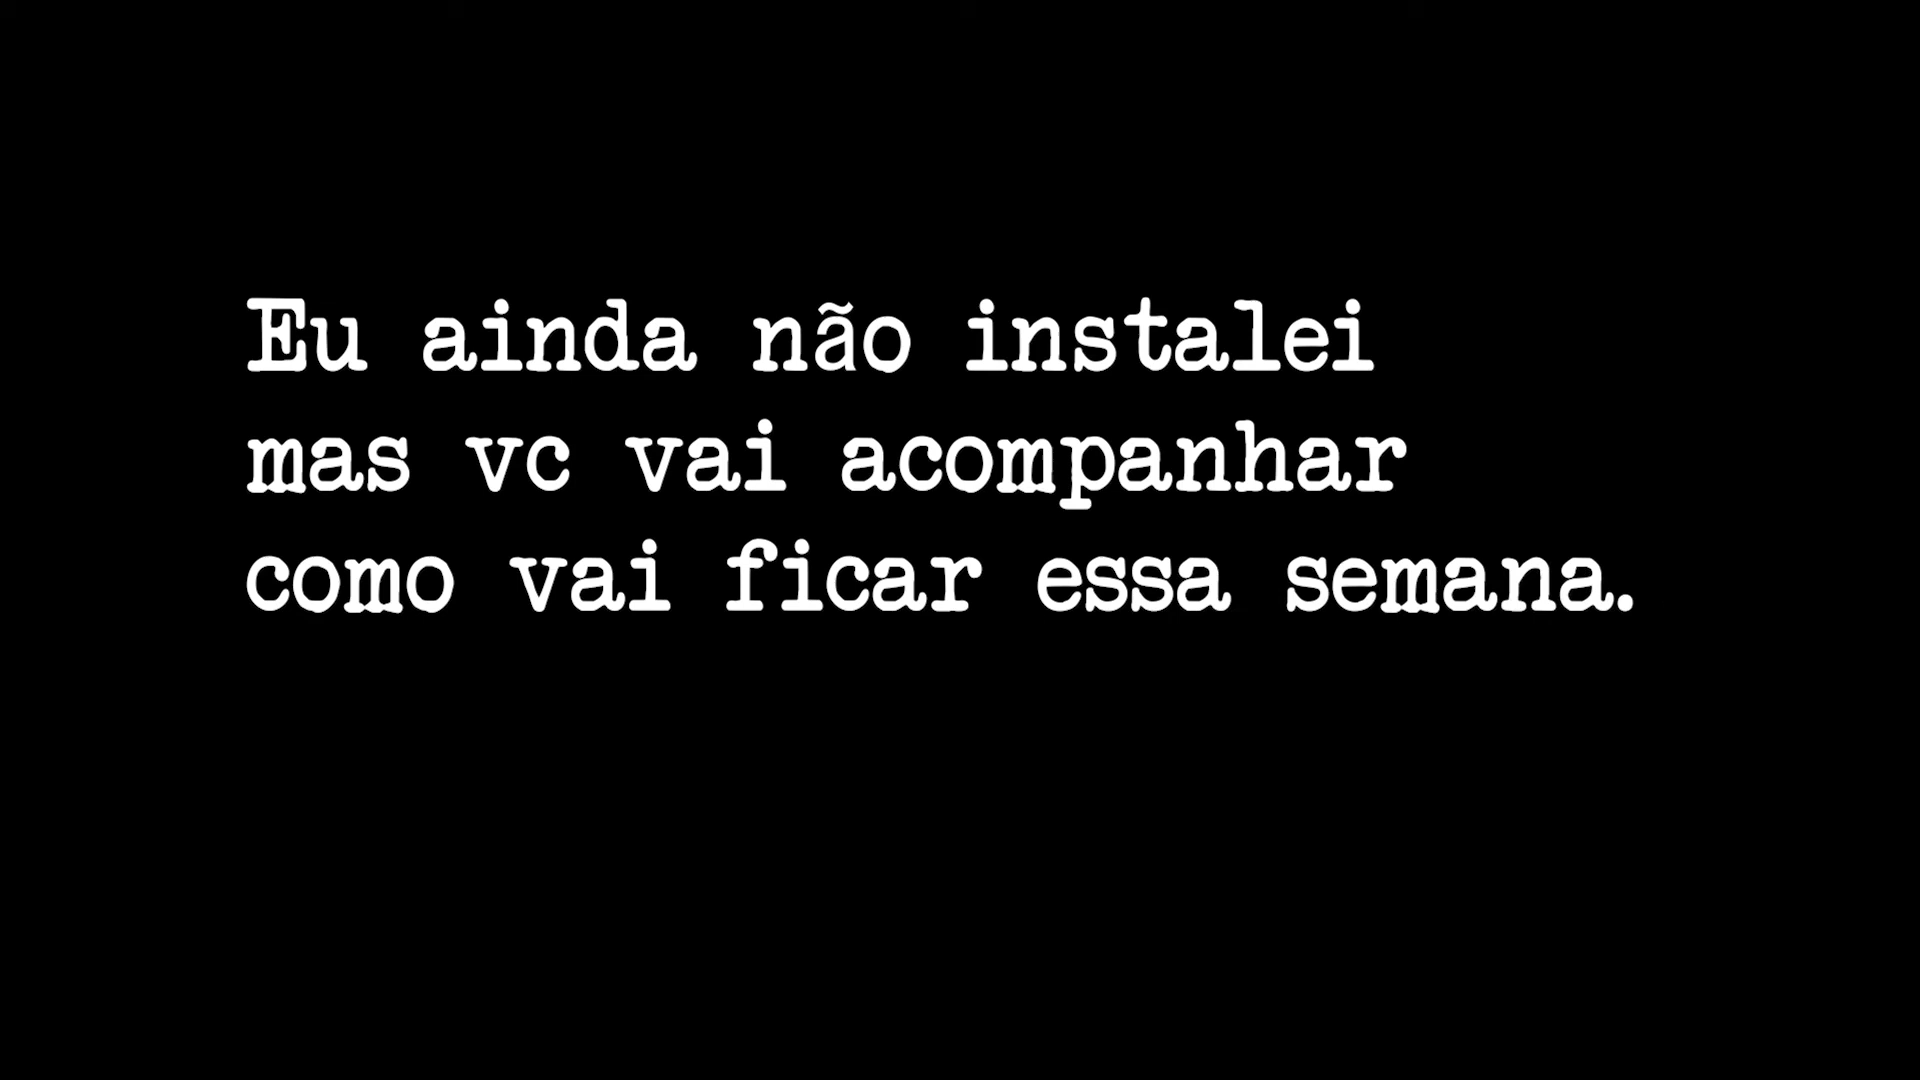 Eu ainda não instalei
mas vc vai acompanhar
como vai ficar essa semana.